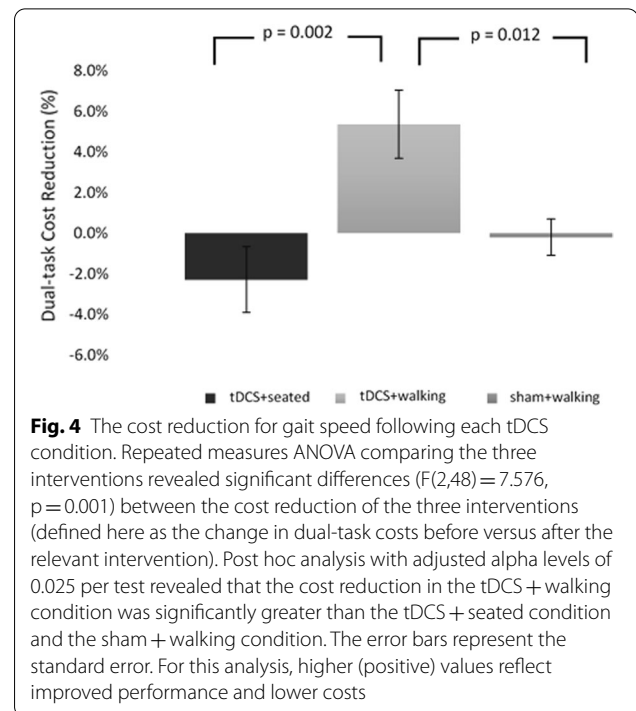 p = 0.002
p = 0.012
Dual-task Cost Reduction (%)
8.0%
6.0%
4.0%
2.0%
0.0%
-2.0%
-4.0%
-6.0%
tDCS+seated tDCS+walking sham+walking
Fig. 4 The cost reduction for gait speed following each tDCS
condition. Repeated measures ANOVA comparing the three
interventions revealed significant differences (F(2,48) = 7.576,
p = 0.001) between the cost reduction of the three interventions
(defined here as the change in dual-task costs before versus after the
relevant intervention). Post hoc analysis with adjusted alpha levels of
0.025 per test revealed that the cost reduction in the tDCS + walking
condition was significantly greater than the tDCS + seated condition
and the sham + walking condition. The error bars represent the
standard error. For this analysis, higher (positive) values reflect
improved performance and lower costs